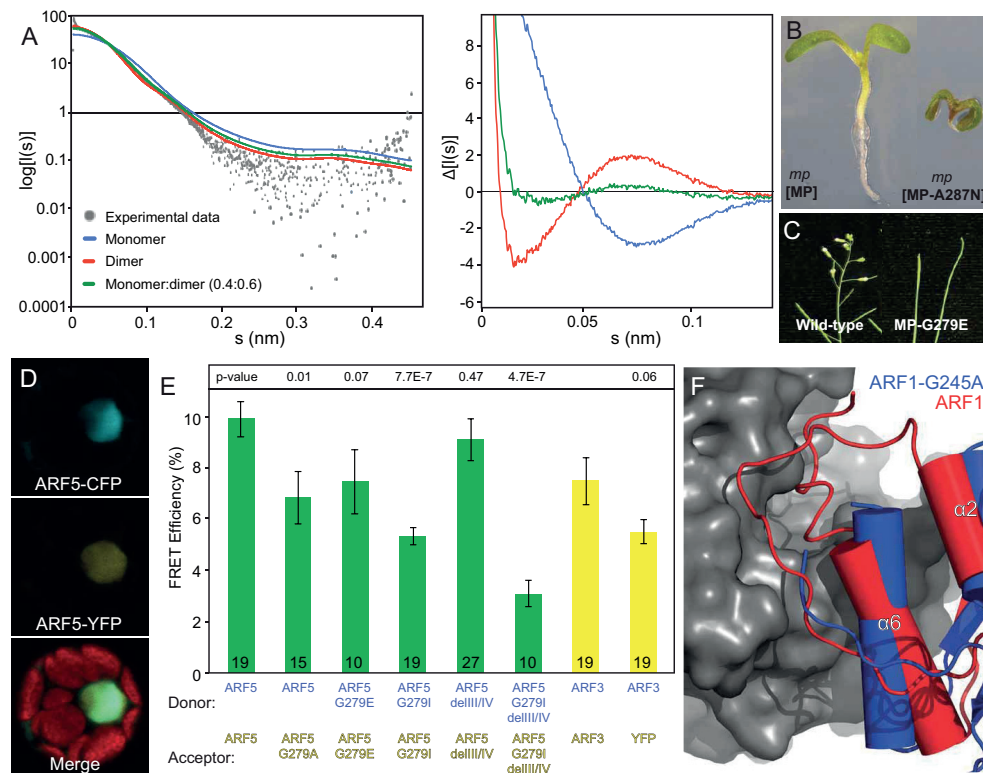 A
log[I(s)]
100
10
1
0.1
0.01
0.001
0.0001
Experimental data
Monomer
Dimer
Monomer:dimer (0.4:0.6)
0
0.1
0.2
0.3
0.4
s (nm)
Δ[I(s)]
8
6
4
2
0
-2
-4
-6
0
0.05
0.1
s (nm)
B
mp
[MP]
mp
[MP-A287N]
C
Wild-type
MP-G279E
D
ARF5-CFP
ARF5-YFP
Merge
E
p-value 0.01 0.07 7.7E-7 0.47 4.7E-7 0.06
FRET Efficiency (%)
10
8
6
4
2
0
19 15 10 19 27 10 19 19
Donor:
ARF5
ARF5
ARF5 G279E
ARF5 G279I
ARF5 delIII/IV
ARF5 G279I delIII/IV
ARF3
ARF3
Acceptor:
ARF5
ARF5 G279A
ARF5 G279E
ARF5 G279I
ARF5 delIII/IV
ARF5 G279I delIII/IV
ARF3
YFP
F
ARF1-G245A
ARF1
α2
α6